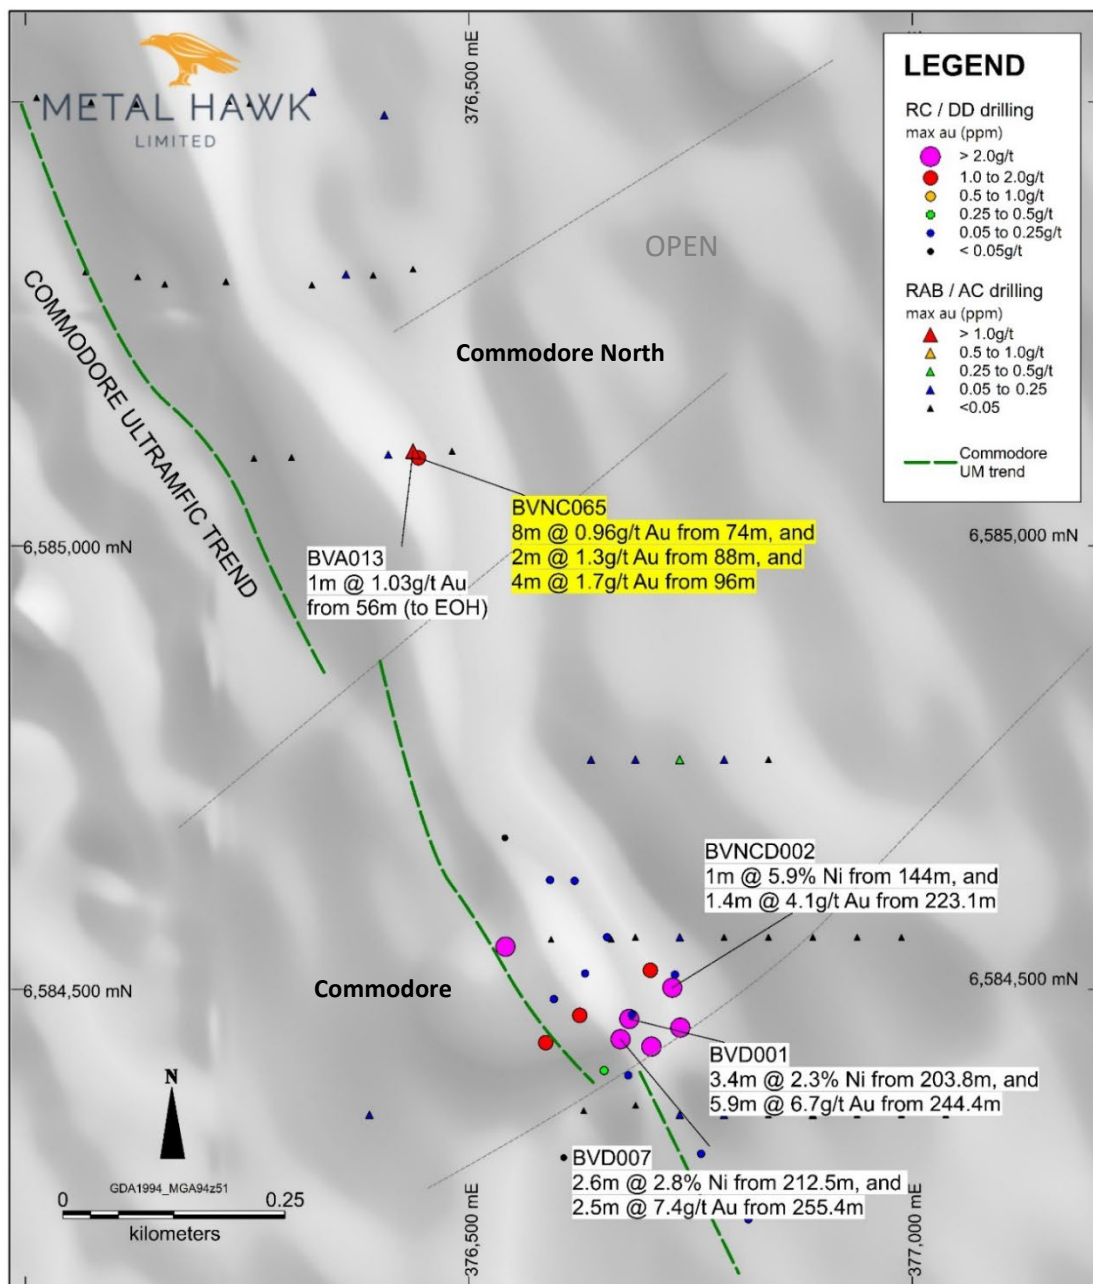 METAL HAWK
LIMITED
376,500 mE
377,000 mE
LEGEND
RC / DD drilling
max au (ppm)
> 2.0g/t
1.0 to 2.0g/t
0.5 to 1.0g/t
0.25 to 0.5g/t
0.05 to 0.25g/t
< 0.05g/t
RAB / AC drilling
max au (ppm)
> 1.0g/t
0.5 to 1.0g/t
0.25 to 0.5g/t
0.05 to 0.25
<0.05
Commodore
UM trend
OPEN
COMMODORE ULTRAMFIC TREND
Commodore North
BVNC065
8m @ 0.96g/t Au from 74m, and
2m @ 1.3g/t Au from 88m, and
4m @ 1.7g/t Au from 96m
6,585,000 mN
6,585,000 mN
BVA013
1m @ 1.03g/t Au
from 56m (to EOH)
BVNCD002
1m @ 5.9% Ni from 144m, and
1.4m @ 4.1g/t Au from 223.1m
6,584,500 mN
6,584,500 mN
Commodore
BVD001
3.4m @ 2.3% Ni from 203.8m, and
5.9m @ 6.7g/t Au from 244.4m
BVD007
2.6m @ 2.8% Ni from 212.5m, and
2.5m @ 7.4g/t Au from 255.4m
N
GDA1994_MGA94z51
0 0.25
kilometers
376,500 mE
377,000 mE